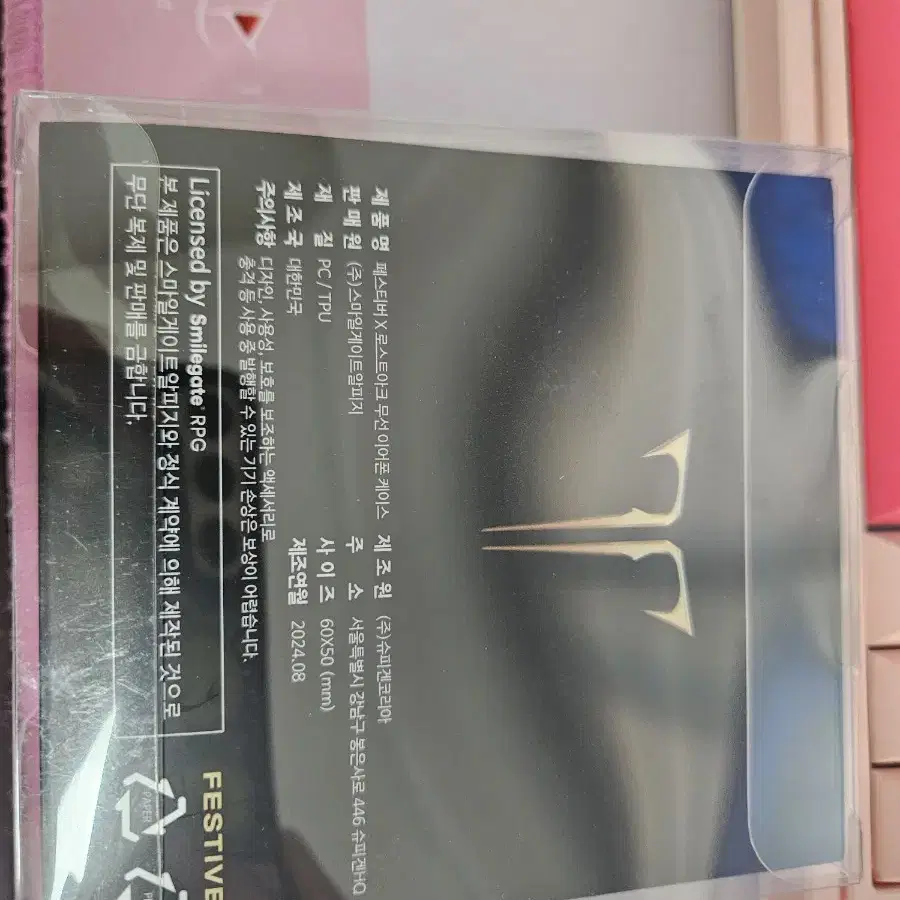 제품명 페스티버 X 로스트아크 무선 이어폰 케이스
제조원 (주)슈피겐코리아
판매원 (주)스마일게이트알피지
주소 서울특별시 강남구 봉은사로 446 슈피겐HQ
재질 PC / TPU
사이즈 60X50 (mm)
제조국 대한민국
제조연월 2024.08
주의사항 디자인, 사용성, 보호를 보조하는 액세서리로
충격 등 사용 중 발행할 수 있는 기기 손상은 보상이 어렵습니다.
Licensed by Smilegate RPG
본 제품은 스마일게이트알피지와 정식 계약에 의해 제작된 것으로
무단 복제 및 판매를 금합니다.
FESTIVE
PAPER